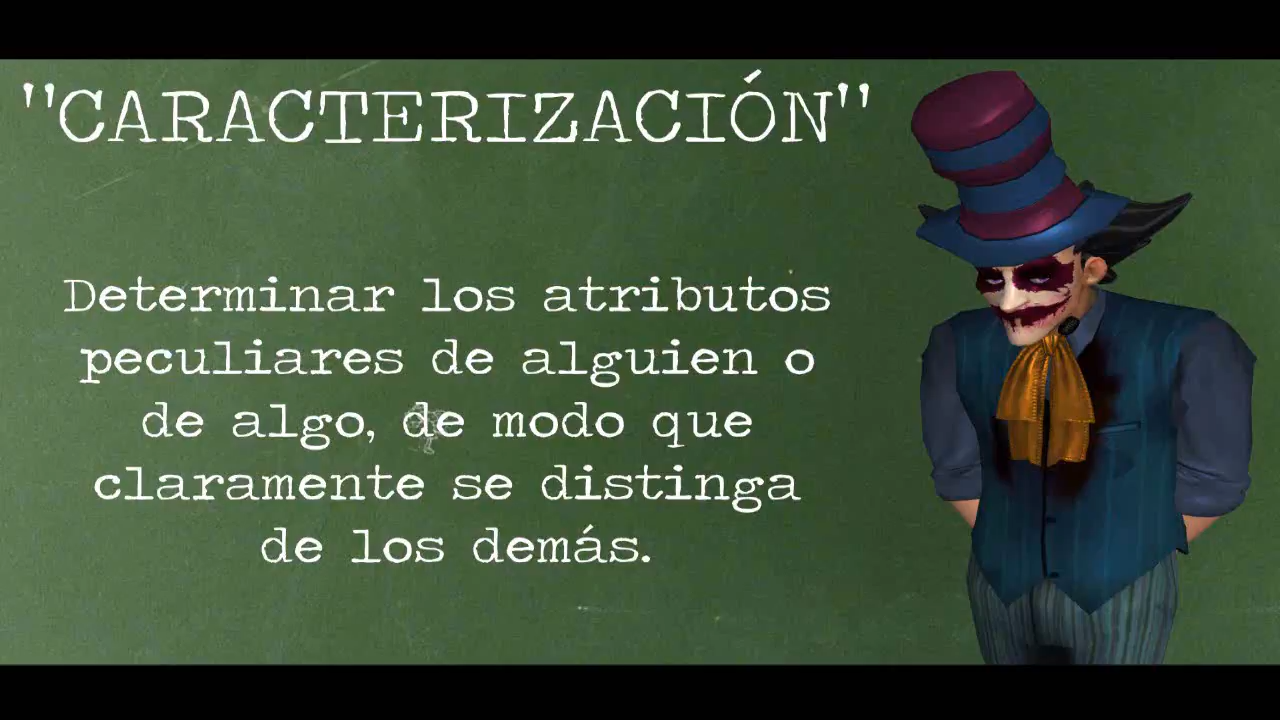 "CARACTERIZACIÓN"
Determinar los atributos
peculiares de alguien o
de algo, de modo que
claramente se distinga
de los demás.